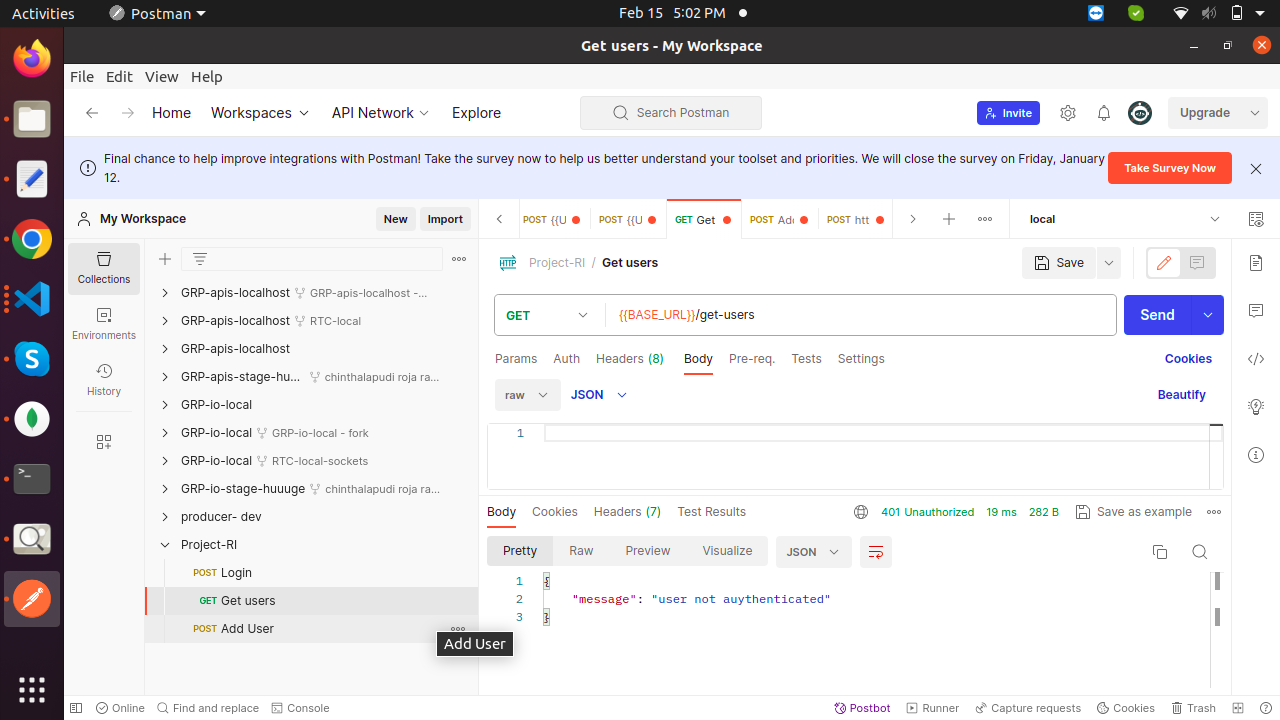 Activities
Postman
Feb 15 5:02 PM
Get users - My Workspace
File Edit View Help
Home Workspaces API Network Explore
Search Postman
Invite
Upgrade
Final chance to help improve integrations with Postman! Take the survey now to help us better understand your toolset and priorities. We will close the survey on Friday, January
12.
Take Survey Now
My Workspace
New
Import
POST {{U
POST {{U
GET Get
POST Add
POST htt
local
Collections
Environments
History
GRP-apis-localhost GRP-apis-localhost -...
GRP-apis-localhost RTC-local
GRP-apis-localhost
GRP-apis-stage-hu... chinthalapudi roja ra...
GRP-io-local
GRP-io-local GRP-io-local - fork
GRP-io-local RTC-local-sockets
GRP-io-stage-huuuge chinthalapudi roja ra...
producer- dev
Project-RI
POST Login
GET Get users
POST Add User
Add User
HTTP Project-RI / Get users
Save
GET {{BASE_URL}}/get-users
Send
Params Auth Headers (8) Body Pre-req. Tests Settings
Cookies
raw JSON
Beautify
1
Body Cookies Headers (7) Test Results
401 Unauthorized 19 ms 282 B Save as example
Pretty Raw Preview Visualize JSON
1 {
2 "message": "user not auythenticated"
3 }
Online Find and replace Console
Postbot Runner Capture requests Cookies Trash